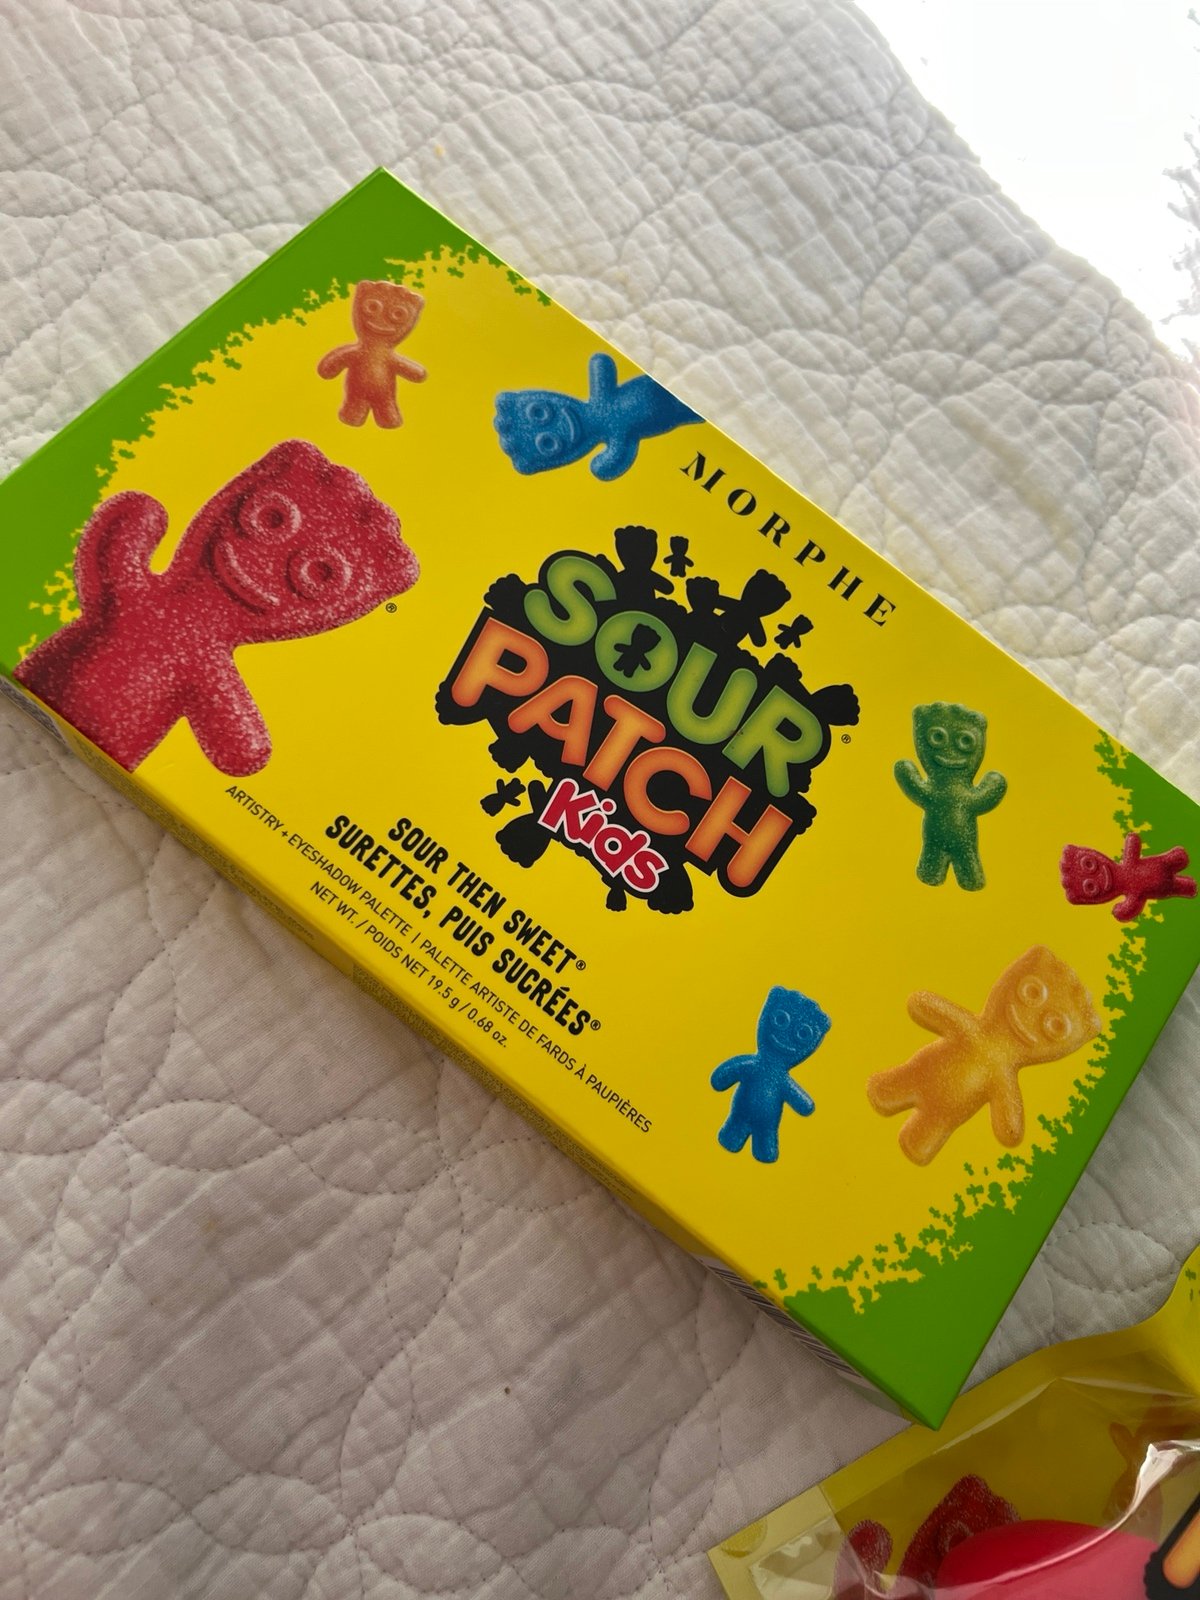 MORPHE
SOUR
PATCH
Kids
SOUR THEN SWEET®
SURETTES, PUIS SUCRÉES®
ARTISTRY + EYESHADOW PALETTE | PALETTE ARTISTE DE FARDS À PAUPIÈRES
NET WT. / POIDS NET 19.5 g / 0.68 oz.